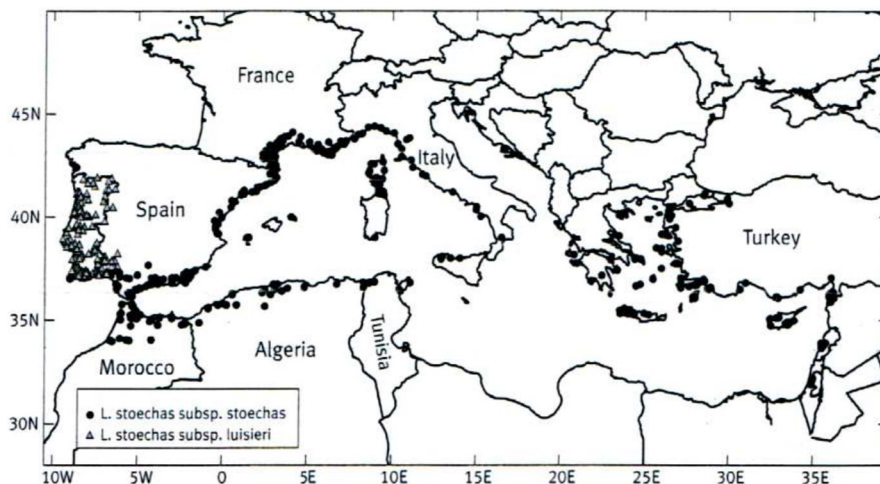 France
45N
Italy
Spain
40N
Turkey
35N
Tunisia
Algeria
Morocco
L. stoechas subsp. stoechas
L. stoechas subsp. luisieri
30N
10W 5W 0 5E 10E 15E 20E 25E 30E 35E